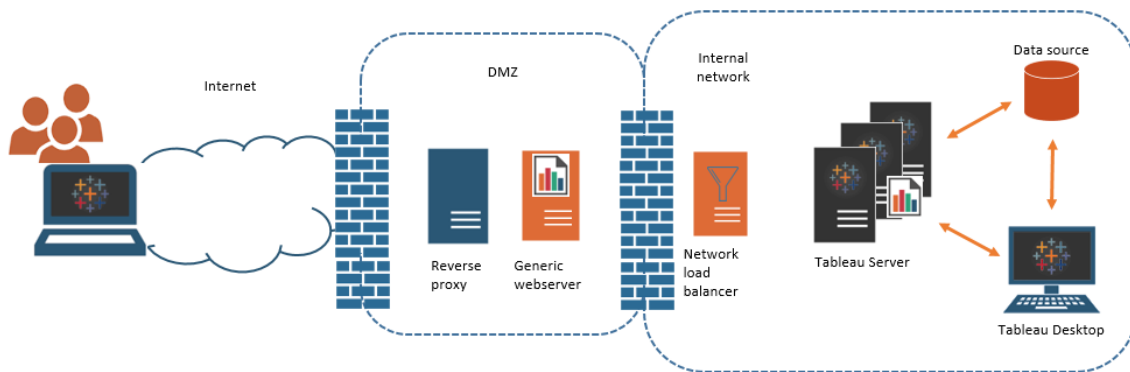 Internet
DMZ
Internal
network
Data source
Reverse
proxy
Generic
webserver
Network
load
balancer
Tableau Server
Tableau Desktop